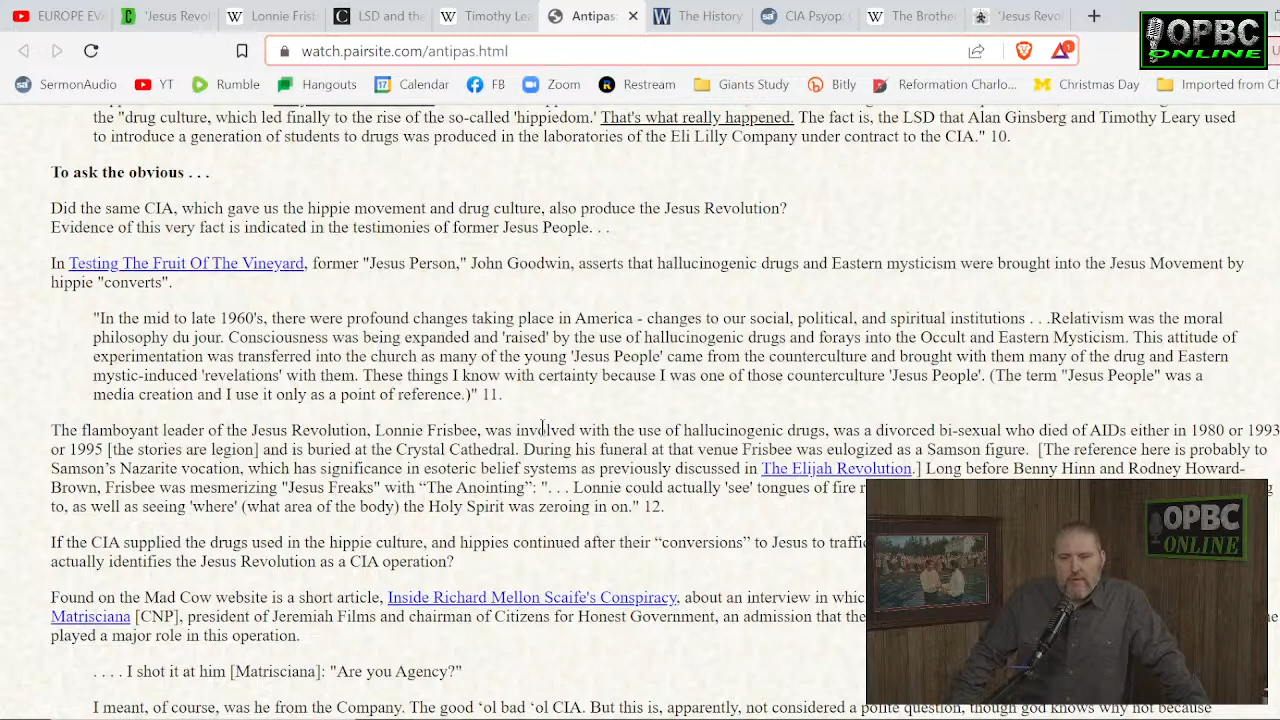 EUROPE EV
'Jesus Revol
Lonnie Frist
LSD and the
Timothy Lea
Antipas:
The History
CIA Psyop:
The Brothe
'Jesus Revo
OPBC
ONLINE
watch.pairsite.com/antipas.html
1
SermonAudio
YT
Rumble
Hangouts
17
Calendar
FB
Zoom
Restream
Giants Study
Bitly
Reformation Charlo...
Christmas Day
Imported from Ch
the "drug culture, which led finally to the rise of the so-called 'hippiedom.' That's what really happened. The fact is, the LSD that Alan Ginsberg and Timothy Leary used
to introduce a generation of students to drugs was produced in the laboratories of the Eli Lilly Company under contract to the CIA." 10.
To ask the obvious . . .
Did the same CIA, which gave us the hippie movement and drug culture, also produce the Jesus Revolution?
Evidence of this very fact is indicated in the testimonies of former Jesus People. . .
In Testing The Fruit Of The Vineyard, former "Jesus Person," John Goodwin, asserts that hallucinogenic drugs and Eastern mysticism were brought into the Jesus Movement by
hippie "converts".
"In the mid to late 1960's, there were profound changes taking place in America - changes to our social, political, and spiritual institutions . . .Relativism was the moral
philosophy du jour. Consciousness was being expanded and 'raised' by the use of hallucinogenic drugs and forays into the Occult and Eastern Mysticism. This attitude of
experimentation was transferred into the church as many of the young 'Jesus People' came from the counterculture and brought with them many of the drug and Eastern
mystic-induced 'revelations' with them. These things I know with certainty because I was one of those counterculture 'Jesus People'. (The term "Jesus People" was a
media creation and I use it only as a point of reference.)" 11.
The flamboyant leader of the Jesus Revolution, Lonnie Frisbee, was involved with the use of hallucinogenic drugs, was a divorced bi-sexual who died of AIDs either in 1980 or 1993
or 1995 [the stories are legion] and is buried at the Crystal Cathedral. During his funeral at that venue Frisbee was eulogized as a Samson figure. [The reference here is probably to
Samson's Nazarite vocation, which has significance in esoteric belief systems as previously discussed in The Elijah Revolution.] Long before Benny Hinn and Rodney Howard-
Brown, Frisbee was mesmerizing "Jesus Freaks" with “The Anointing”: ". . . Lonnie could actually 'see' tongues of fire
to, as well as seeing 'where' (what area of the body) the Holy Spirit was zeroing in on." 12.
If the CIA supplied the drugs used in the hippie culture, and hippies continued after their “conversions” to Jesus to traffic
actually identifies the Jesus Revolution as a CIA operation?
Found on the Mad Cow website is a short article, Inside Richard Mellon Scaife's Conspiracy, about an interview in which
Matrisciana [CNP], president of Jeremiah Films and chairman of Citizens for Honest Government, an admission that the
played a major role in this operation.
. . . . I shot it at him [Matrisciana]: "Are you Agency?"
I meant, of course, was he from the Company. The good ‘ol bad ‘ol CIA. But this is, apparently, not considered a polite question, though god knows why not because
OPBC
ONLINE